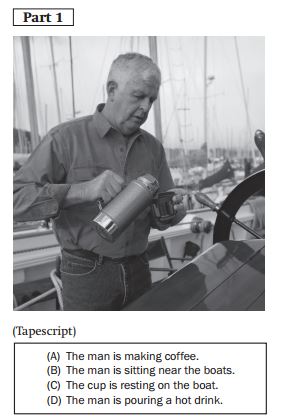 Part 1
(Tapescript)
(A) The man is making coffee.
(B) The man is sitting near the boats.
(C) The cup is resting on the boat.
(D) The man is pouring a hot drink.